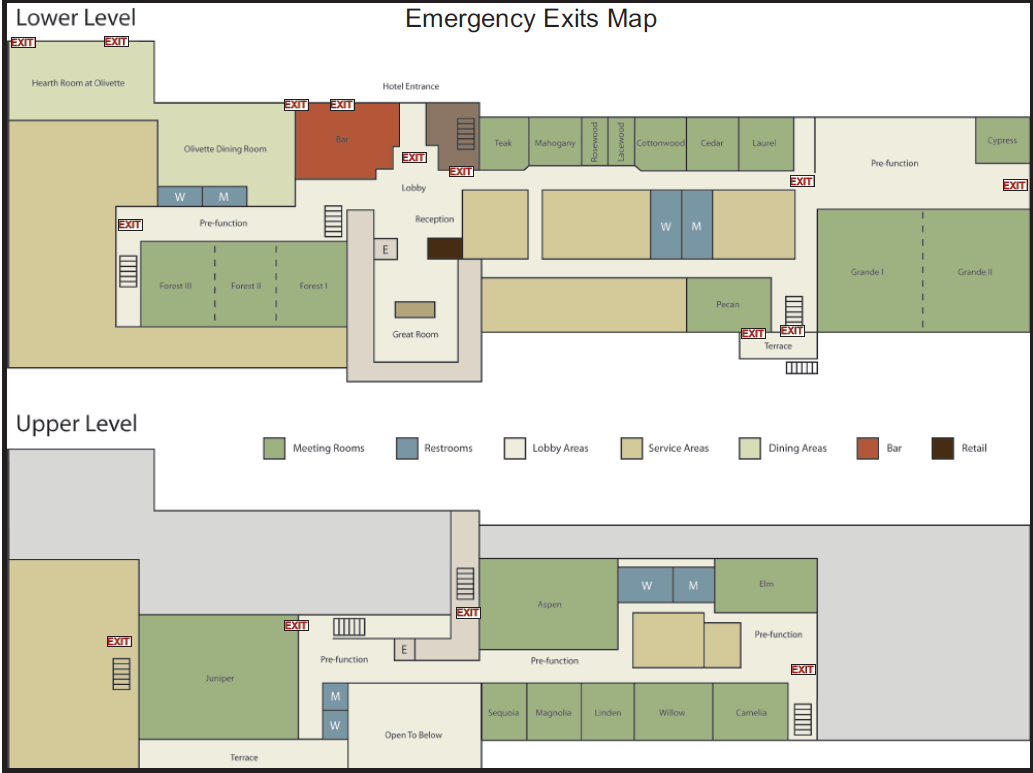 Lower Level
Emergency Exits Map
EXIT
EXIT
Hearth Room at Olivette
Hotel Entrance
EXIT
EXIT
Bar
Olivette Dining Room
EXIT
EXIT
Teak
Mahogany
Rosewood
Lacewood
Cottonwood
Cedar
Laurel
Pre-function
Cypress
EXIT
EXIT
W
M
Lobby
EXIT
Pre-function
Reception
E
W
M
Forest III
Forest II
Forest I
Grande I
Grande II
Pecan
Great Room
EXIT
EXIT
Terrace
Upper Level
Meeting Rooms
Restrooms
Lobby Areas
Service Areas
Dining Areas
Bar
Retail
W
M
Elm
Aspen
EXIT
EXIT
EXIT
Pre-function
E
Pre-function
Pre-function
EXIT
Juniper
M
W
Sequoia
Magnolia
Linden
Willow
Camelia
Open To Below
Terrace